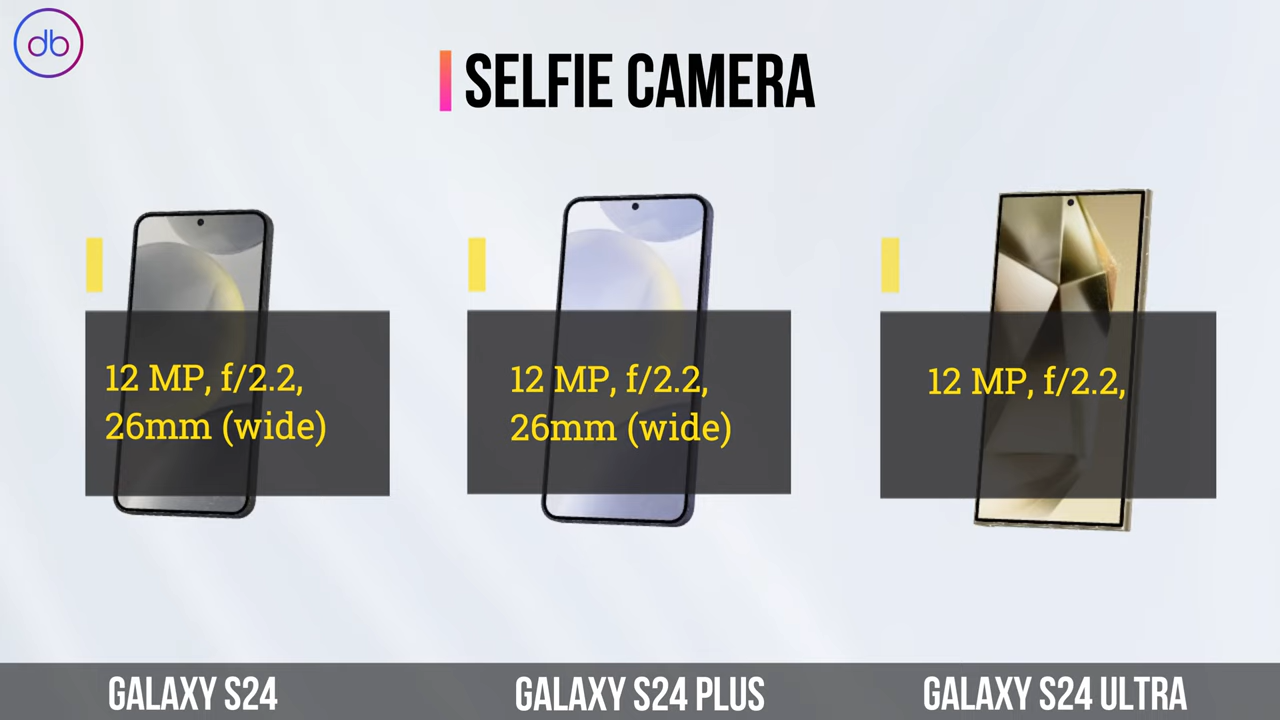 db
SELFIE CAMERA
12 MP, f/2.2,
26mm (wide)
12 MP, f/2.2,
26mm (wide)
12 MP, f/2.2,
GALAXY S24
GALAXY S24 PLUS
GALAXY S24 ULTRA